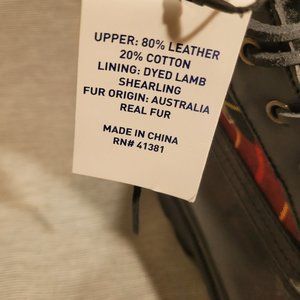 UPPER: 80% LEATHER
20% COTTON
LINING: DYED LAMB
SHEARLING
FUR ORIGIN: AUSTRALIA
REAL FUR
MADE IN CHINA
RN# 41381